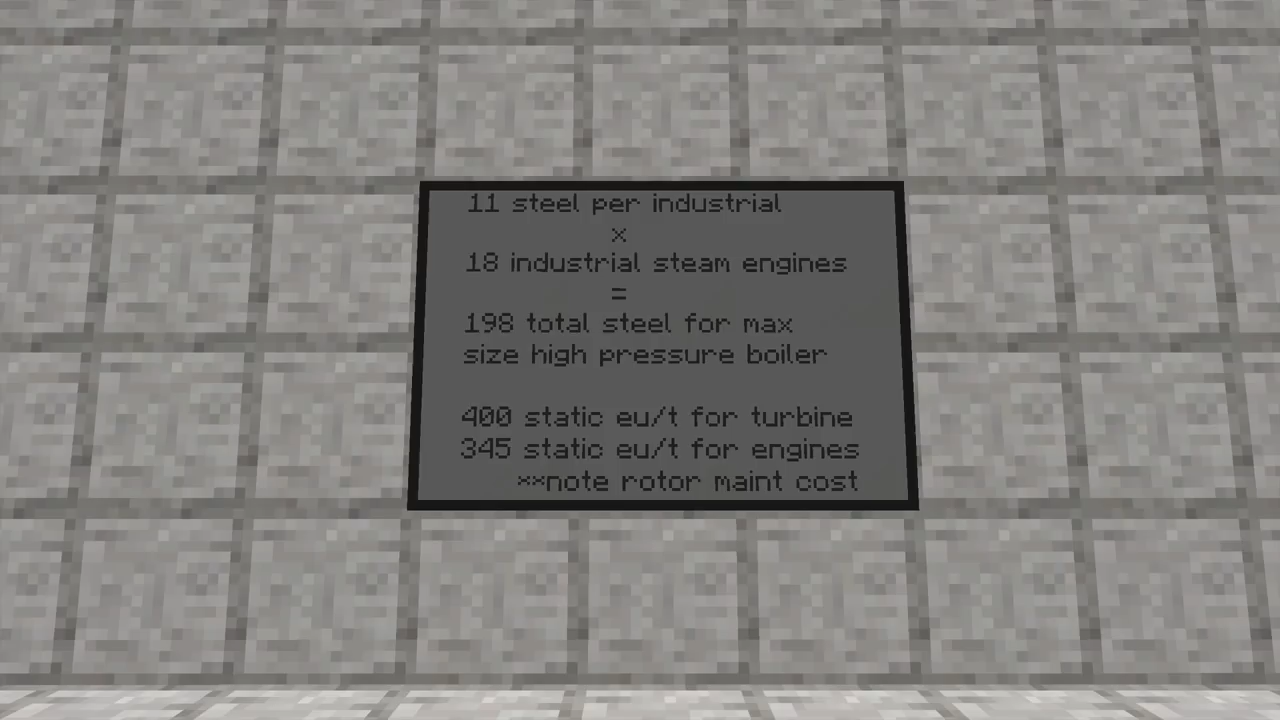 11 steel per industrial
x
18 industrial steam engines
=
198 total steel for max
size high pressure boiler
400 static eu/t for turbine
345 static eu/t for engines
**note rotor maint cost